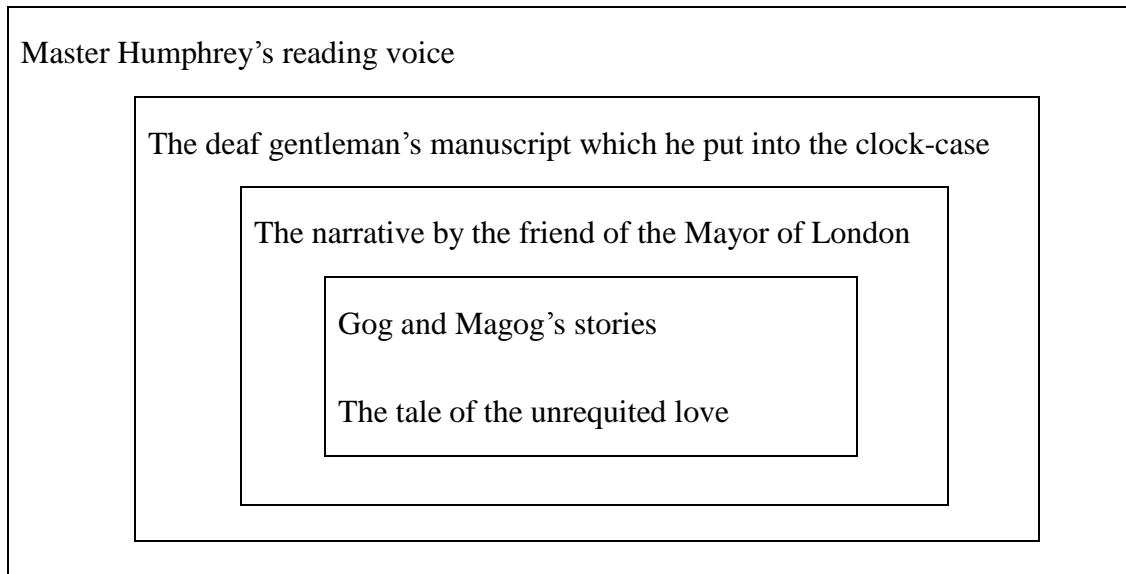 Master Humphrey’s reading voice
The deaf gentleman’s manuscript which he put into the clock-case
The narrative by the friend of the Mayor of London
Gog and Magog’s stories
The tale of the unrequited love